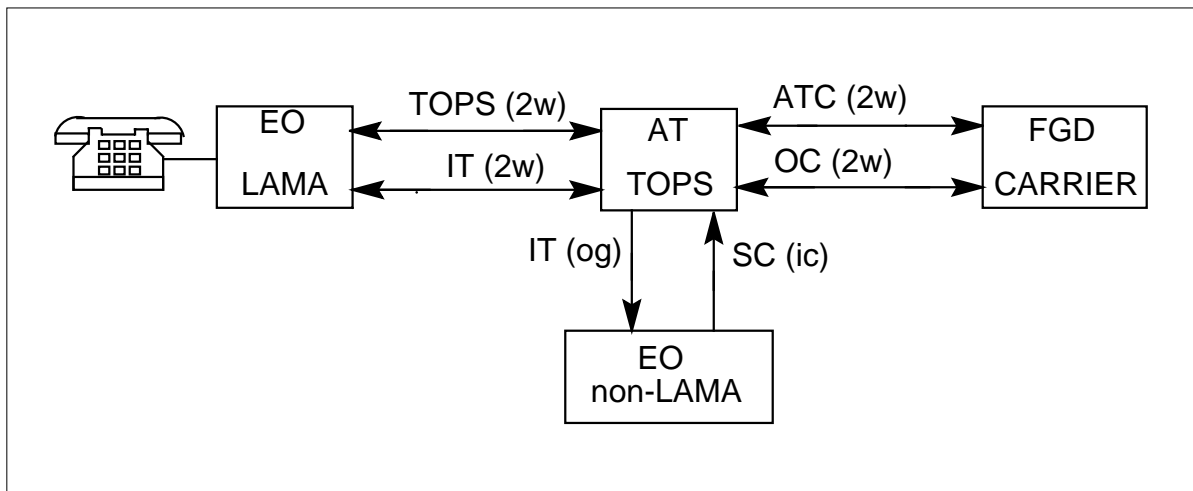 EO
LAMA
TOPS (2w)
IT (2w)
AT
TOPS
ATC (2w)
OC (2w)
FGD
CARRIER
IT (og)
SC (ic)
EO
non-LAMA